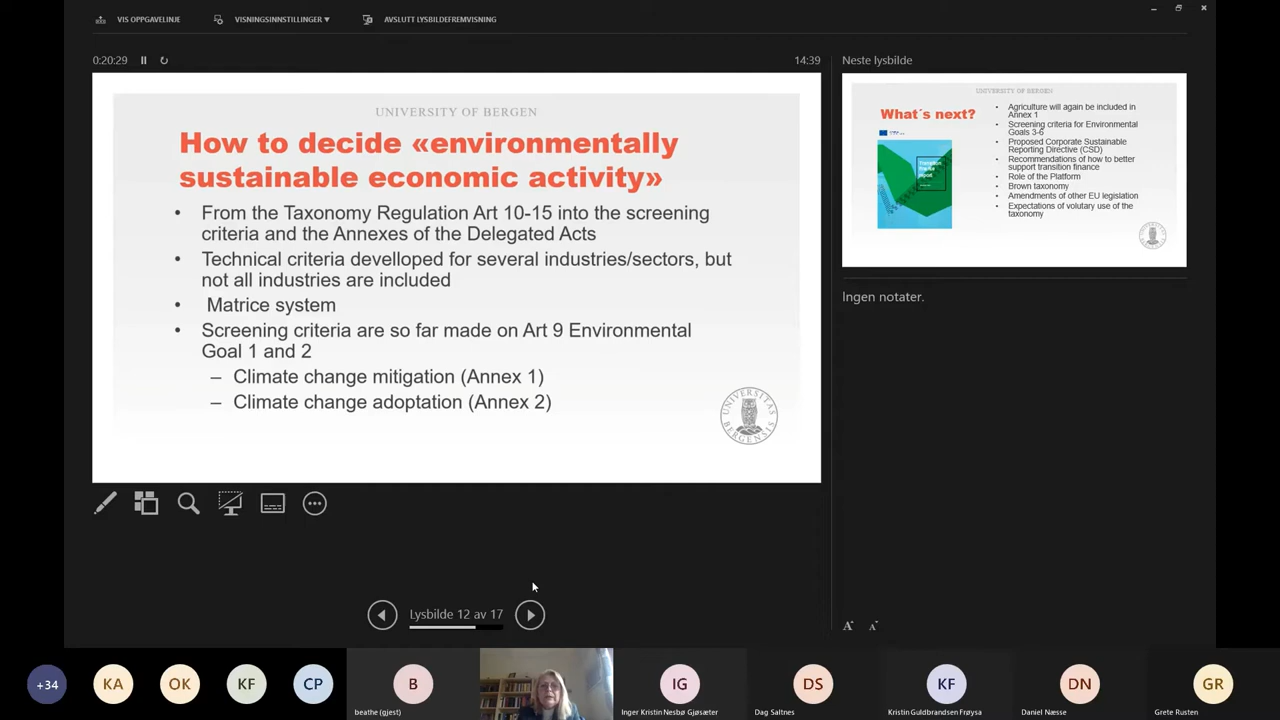 VIS OPPGAVELINJE
VISNINGSINNSTILLINGER ▾
AVSLUTT LYSBILDEFREMVISNING
0:20:29
14:39
UNIVERSITY OF BERGEN
How to decide «environmentally
sustainable economic activity»
• From the Taxonomy Regulation Art 10-15 into the screening
criteria and the Annexes of the Delegated Acts
• Technical criteria develloped for several industries/sectors, but
not all industries are included
• Matrice system
• Screening criteria are so far made on Art 9 Environmental
Goal 1 and 2
– Climate change mitigation (Annex 1)
– Climate change adoptation (Annex 2)
UNIVERSITAS
BERGENSIS
Lysbilde 12 av 17
Neste lysbilde
UNIVERSITY OF BERGEN
What´s next?
• Agriculture will again be included in
Annex 1
• Screening criteria for Environmental
Goals 3-6
• Proposed Corporate Sustainable
Reporting Directive (CSD)
• Recommendations of how to better
support transition finance
• Role of the Platform
• Brown taxonomy
• Amendments of other EU legislation
• Expectations of volutary use of the
taxonomy
Ingen notater.
A A
+34
KA
OK
KF
CP
B
beathe (gjest)
IG
Inger Kristin Nesbø Gjøsæter
DS
Dag Saltnes
KF
Kristin Guldbrandsen Frøysa
DN
Daniel Næsse
GR
Grete Rusten